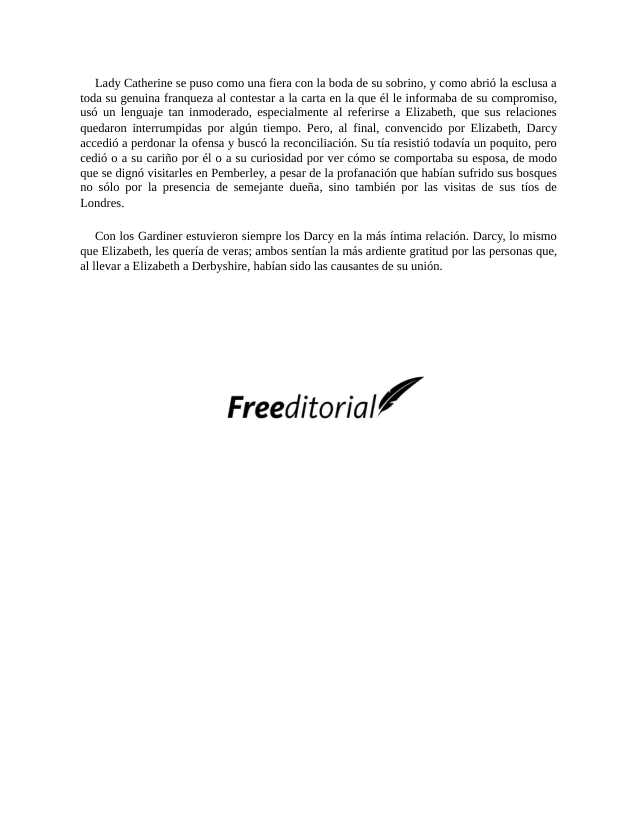 Lady Catherine se puso como una fiera con la boda de su sobrino, y como abrió la esclusa a
toda su genuina franqueza al contestar a la carta en la que él le informaba de su compromiso,
usó un lenguaje tan inmoderado, especialmente al referirse a Elizabeth, que sus relaciones
quedaron interrumpidas por algún tiempo. Pero, al final, convencido por Elizabeth, Darcy
accedió a perdonar la ofensa y buscó la reconciliación. Su tía resistió todavía un poquito, pero
cedió o a su cariño por él o a su curiosidad por ver cómo se comportaba su esposa, de modo
que se dignó visitarles en Pemberley, a pesar de la profanación que habían sufrido sus bosques
no sólo por la presencia de semejante dueña, sino también por las visitas de sus tíos de
Londres.
Con los Gardiner estuvieron siempre los Darcy en la más íntima relación. Darcy, lo mismo
que Elizabeth, les quería de veras; ambos sentían la más ardiente gratitud por las personas que,
al llevar a Elizabeth a Derbyshire, habían sido las causantes de su unión.
Freeditorial